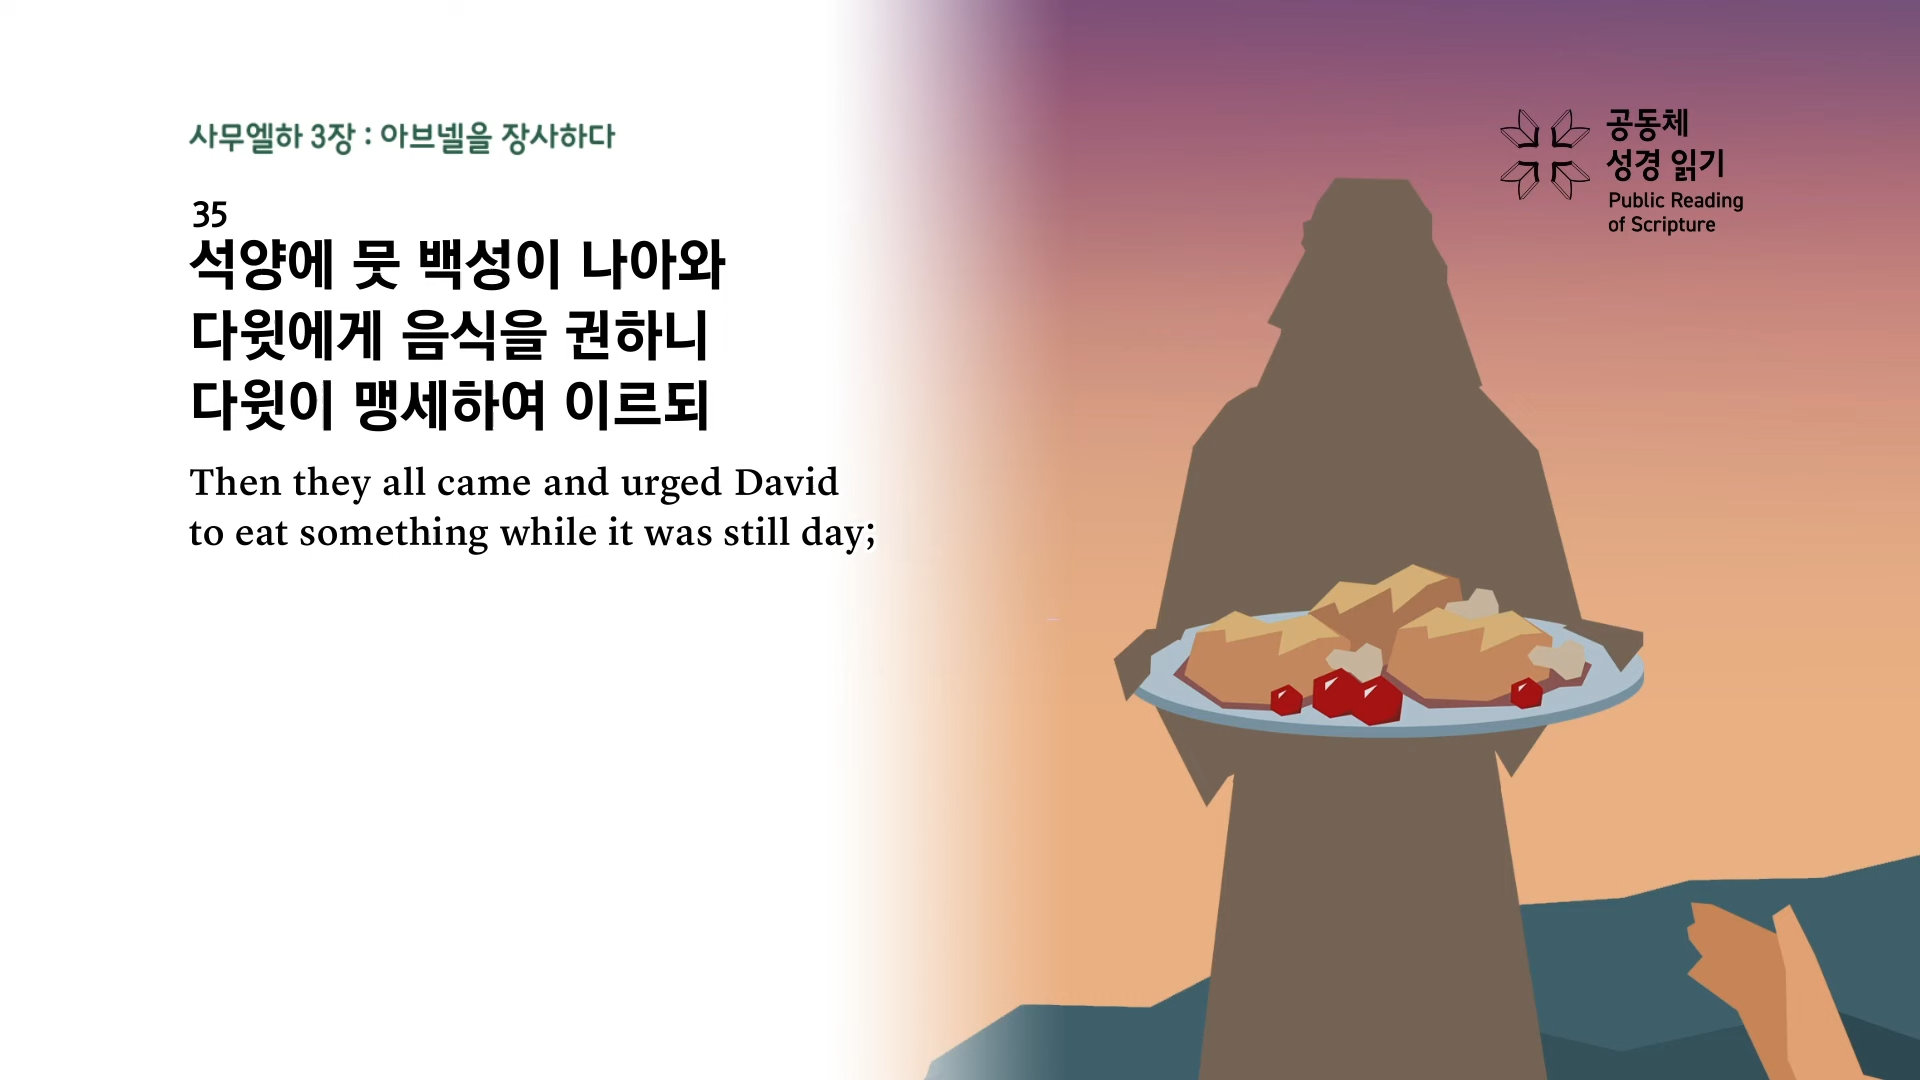 사무엘하 3장 : 아브넬을 장사하다
35
석양에 뭇 백성이 나아와
다윗에게 음식을 권하니
다윗이 맹세하여 이르되
Then they all came and urged David
to eat something while it was still day;
공동체
성경 읽기
Public Reading
of Scripture